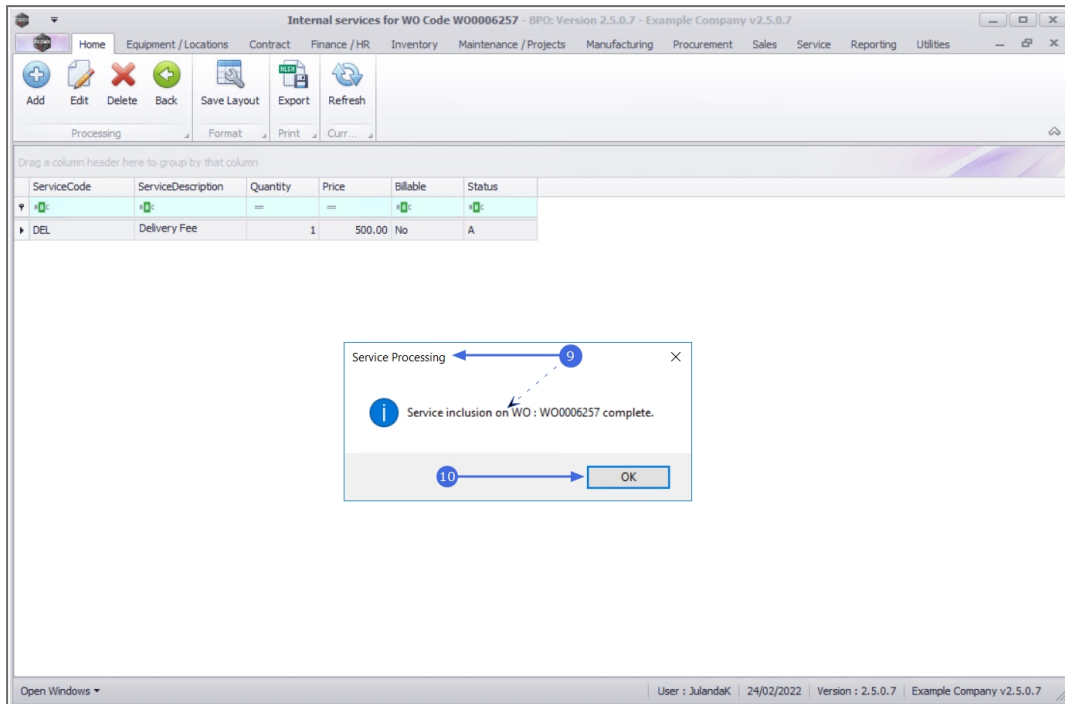 Internal services for WO Code WO0006257 - BPO: Version 2.5.0.7 - Example Company v2.5.0.7
Home Equipment / Locations Contract Finance / HR Inventory Maintenance / Projects Manufacturing Procurement Sales Service Reporting Utilities
XLSX
Add Edit Delete Back Save Layout Export Refresh
Processing Format Print Curr...
Drag a column header here to group by that column
ServiceCode ServiceDescription Quantity Price Billable Status
= =
DEL Delivery Fee 1 500.00 No A
Service Processing 9
Service inclusion on WO : WO0006257 complete.
10 OK
Open Windows User : JulandaK 24/02/2022 Version : 2.5.0.7 Example Company v2.5.0.7